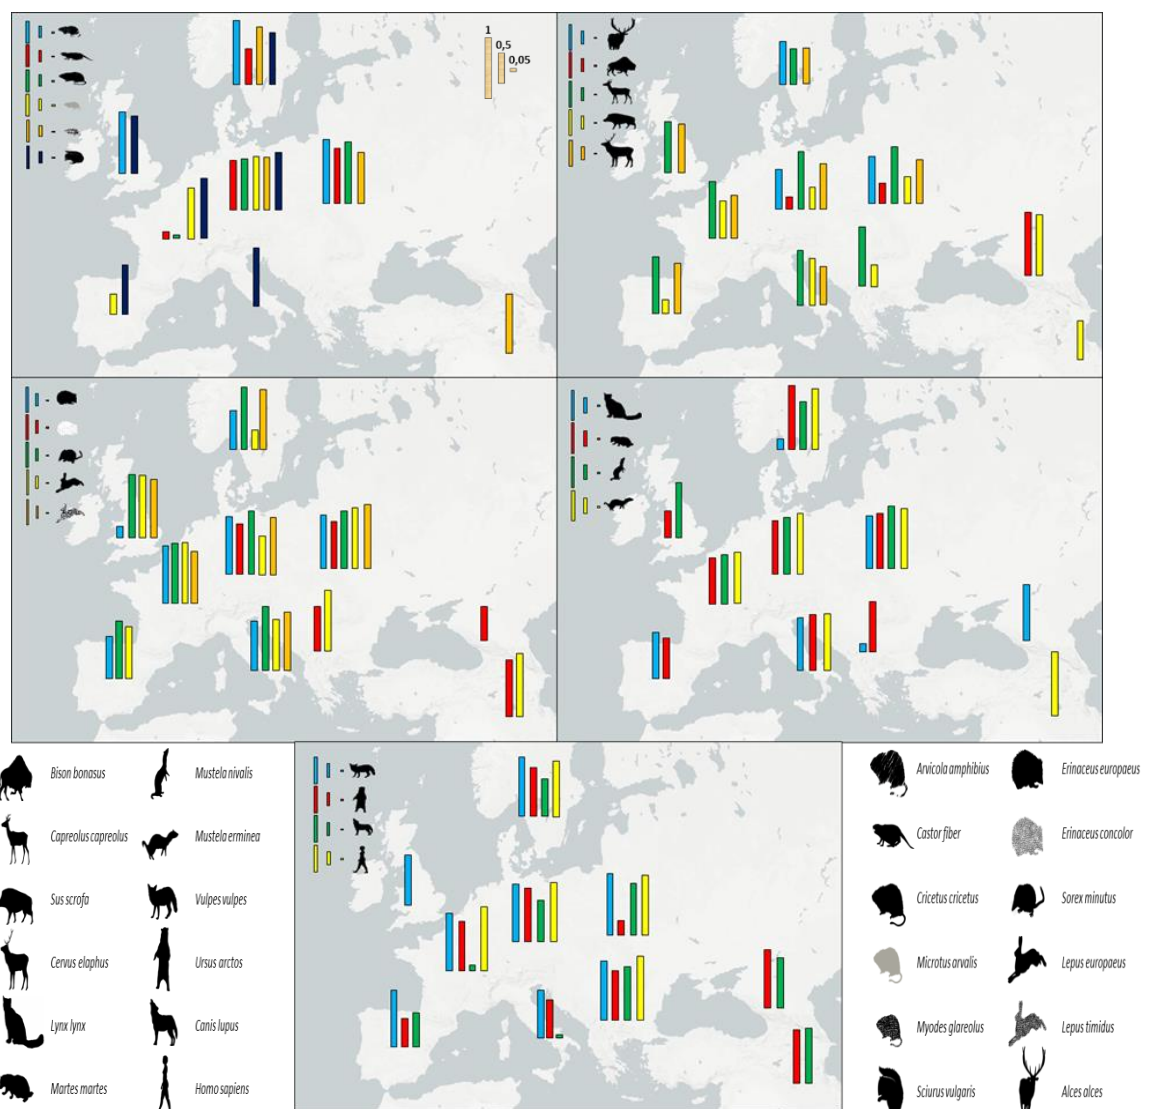 1
0,5
0,05
Bison bonasus
Mustela nivalis
Arvicola amphibius
Erinaceus europaeus
Capreolus capreolus
Mustela erminea
Castor fiber
Erinaceus concolor
Sus scrofa
Vulpes vulpes
Cricetus cricetus
Sorex minutus
Cervus elaphus
Ursus arctos
Microtus arvalis
Lepus europaeus
Lynx lynx
Canis lupus
Myodes glareolus
Lepus timidus
Martes martes
Homo sapiens
Sciurus vulgaris
Alces alces